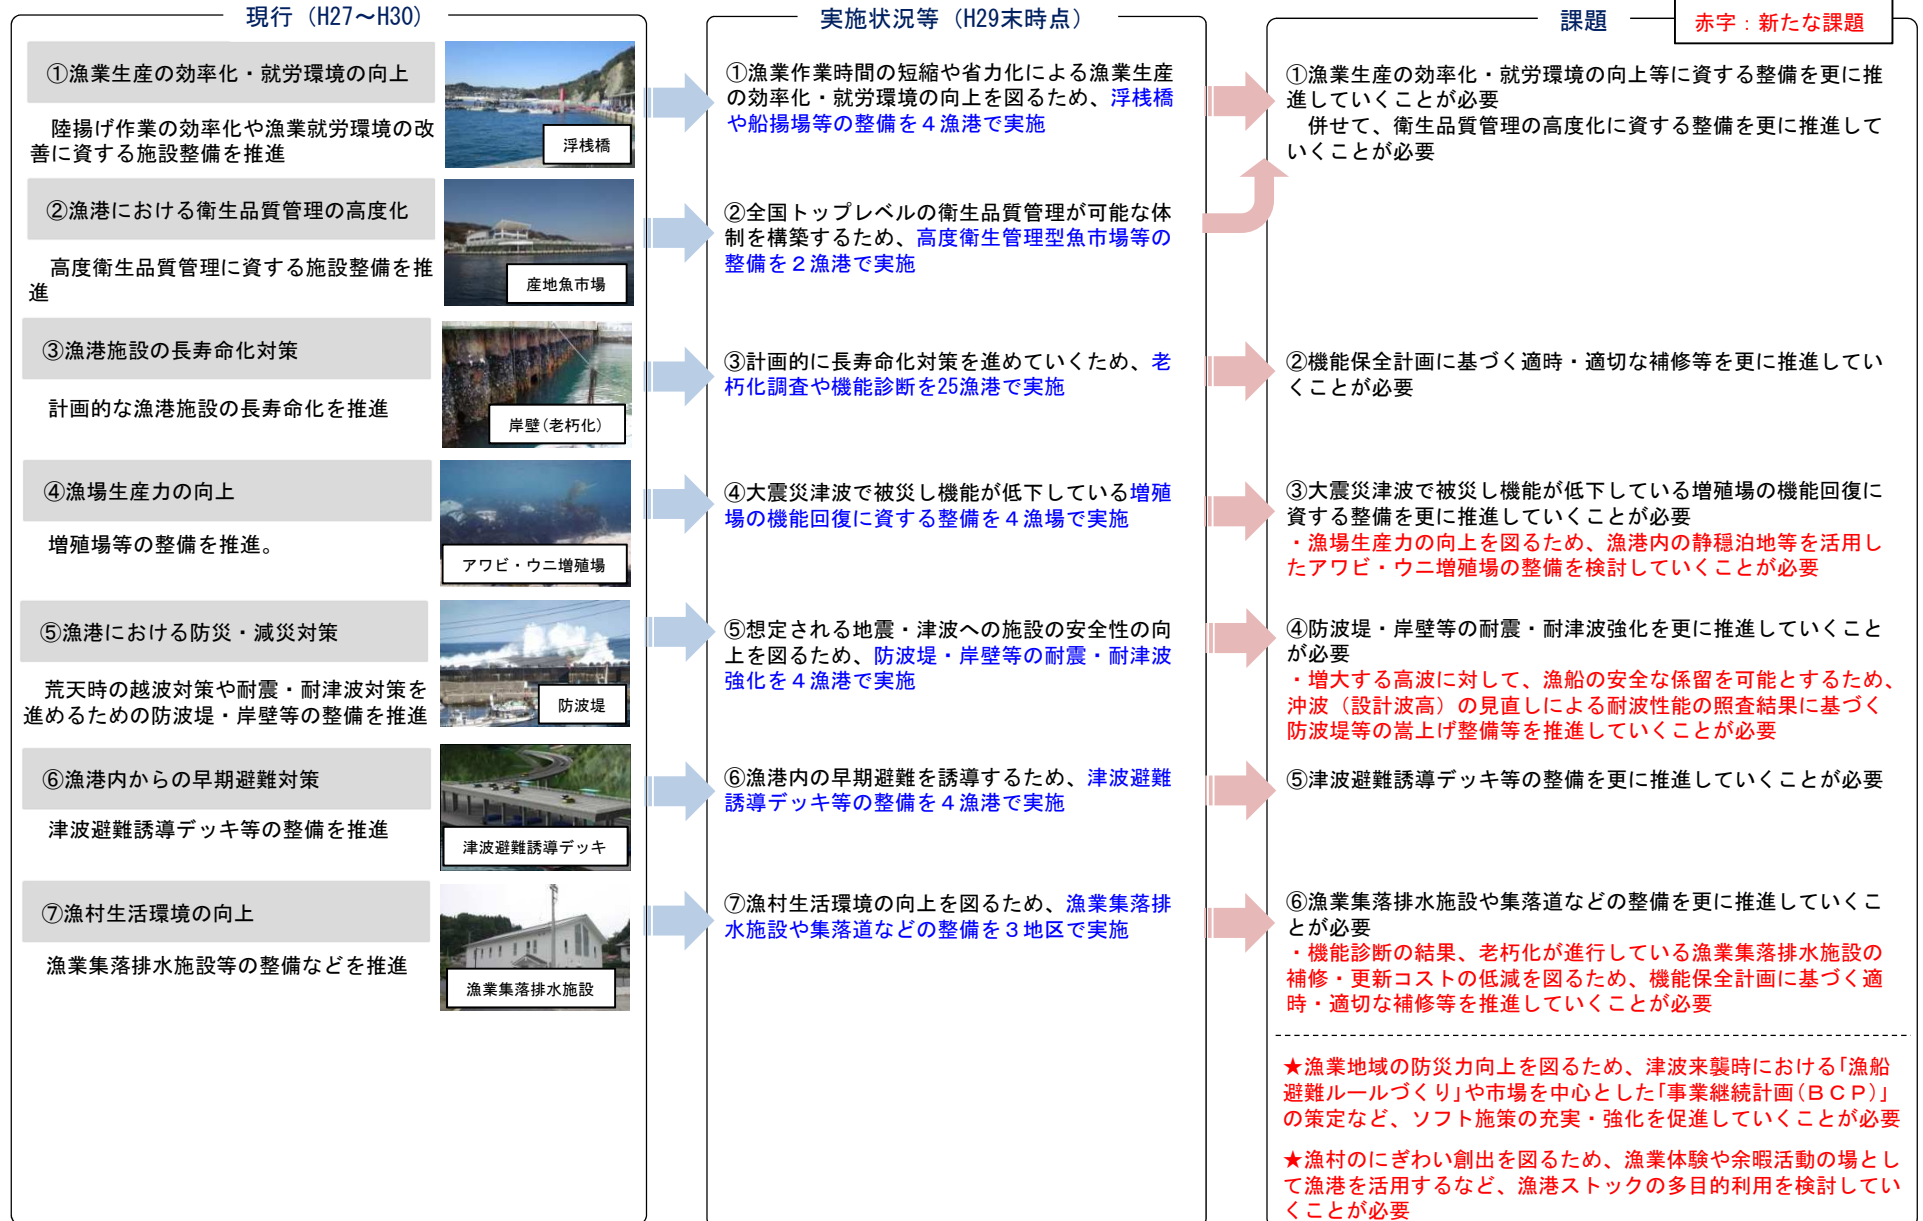 現行（H27～H30）
①漁業生産の効率化・就労環境の向上
陸揚げ作業の効率化や漁業就労環境の改
善に資する施設整備を推進
浮桟橋
②漁港における衛生品質管理の高度化
高度衛生品質管理に資する施設整備を推
進
産地魚市場
③漁港施設の長寿命化対策
計画的な漁港施設の長寿命化を推進
岸壁(老朽化)
④漁場生産力の向上
増殖場等の整備を推進。
アワビ・ウニ増殖場
⑤漁港における防災・減災対策
荒天時の越波対策や耐震・耐津波対策を
進めるための防波堤・岸壁等の整備を推進
防波堤
⑥漁港内からの早期避難対策
津波避難誘導デッキ等の整備を推進
津波避難誘導デッキ
⑦漁村生活環境の向上
漁業集落排水施設等の整備などを推進
漁業集落排水施設
実施状況等（H29末時点）
①漁業作業時間の短縮や省力化による漁業生産
の効率化・就労環境の向上を図るため、浮桟橋
や船揚場等の整備を４漁港で実施
②全国トップレベルの衛生品質管理が可能な体
制を構築するため、高度衛生管理型魚市場等の
整備を２漁港で実施
③計画的に長寿命化対策を進めていくため、老
朽化調査や機能診断を25漁港で実施
④大震災津波で被災し機能が低下している増殖
場の機能回復に資する整備を４漁場で実施
⑤想定される地震・津波への施設の安全性の向
上を図るため、防波堤・岸壁等の耐震・耐津波
強化を４漁港で実施
⑥漁港内の早期避難を誘導するため、津波避難
誘導デッキ等の整備を４漁港で実施
⑦漁村生活環境の向上を図るため、漁業集落排
水施設や集落道などの整備を３地区で実施
課題
赤字：新たな課題
①漁業生産の効率化・就労環境の向上等に資する整備を更に推
進していくことが必要
併せて、衛生品質管理の高度化に資する整備を更に推進して
いくことが必要
②機能保全計画に基づく適時・適切な補修等を更に推進してい
くことが必要
③大震災津波で被災し機能が低下している増殖場の機能回復に
資する整備を更に推進していくことが必要
・漁場生産力の向上を図るため、漁港内の静穏泊地等を活用し
たアワビ・ウニ増殖場の整備を検討していくことが必要
④防波堤・岸壁等の耐震・耐津波強化を更に推進していくこと
が必要
・増大する高波に対して、漁船の安全な係留を可能とするため、
沖波（設計波高）の見直しによる耐波性能の照査結果に基づく
防波堤等の嵩上げ整備等を推進していくことが必要
⑤津波避難誘導デッキ等の整備を更に推進していくことが必要
⑥漁業集落排水施設や集落道などの整備を更に推進していくこ
とが必要
・機能診断の結果、老朽化が進行している漁業集落排水施設の
補修・更新コストの低減を図るため、機能保全計画に基づく適
時・適切な補修等を推進していくことが必要
★漁業地域の防災力向上を図るため、津波来襲時における｢漁船
避難ルールづくり｣や市場を中心とした｢事業継続計画(ＢＣＰ)｣
の策定など、ソフト施策の充実・強化を促進していくことが必要
★漁村のにぎわい創出を図るため、漁業体験や余暇活動の場とし
て漁港を活用するなど、漁港ストックの多目的利用を検討してい
くことが必要